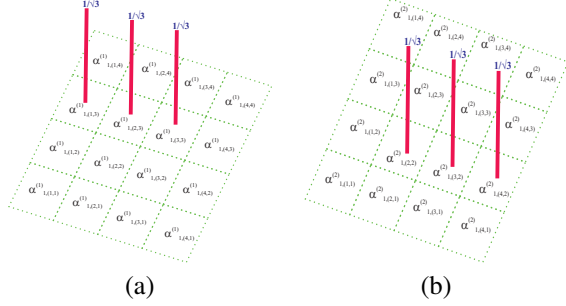 1/√3
1/√3
1/√3
α(1) 1,(1,4)
α(1) 1,(2,4)
α(1) 1,(3,4)
α(1) 1,(4,4)
α(1) 1,(1,3)
α(1) 1,(2,3)
α(1) 1,(3,3)
α(1) 1,(4,3)
α(1) 1,(1,2)
α(1) 1,(2,2)
α(1) 1,(3,2)
α(1) 1,(4,2)
α(1) 1,(1,1)
α(1) 1,(2,1)
α(1) 1,(3,1)
α(1) 1,(4,1)
(a)
α(2) 1,(1,4)
α(2) 1,(2,4)
α(2) 1,(3,4)
α(2) 1,(4,4)
1/√3
1/√3
1/√3
α(2) 1,(1,3)
α(2) 1,(2,3)
α(2) 1,(3,3)
α(2) 1,(4,3)
α(2) 1,(1,2)
α(2) 1,(2,2)
α(2) 1,(3,2)
α(2) 1,(4,2)
α(2) 1,(1,1)
α(2) 1,(2,1)
α(2) 1,(3,1)
α(2) 1,(4,1)
(b)